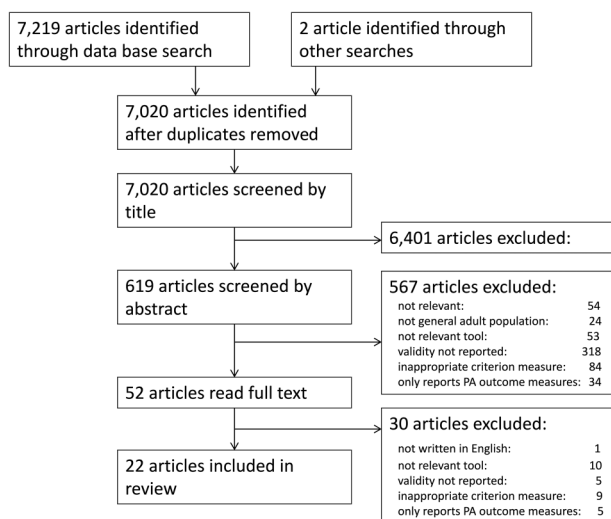 7,219 articles identified
through data base search
2 article identified through
other searches
7,020 articles identified
after duplicates removed
7,020 articles screened by
title
6,401 articles excluded:
619 articles screened by
abstract
567 articles excluded:
not relevant: 54
not general adult population: 24
not relevant tool: 53
validity not reported: 318
inappropriate criterion measure: 84
only reports PA outcome measures: 34
52 articles read full text
30 articles excluded:
not written in English: 1
not relevant tool: 10
validity not reported: 5
inappropriate criterion measure: 9
only reports PA outcome measures: 5
22 articles included in
review